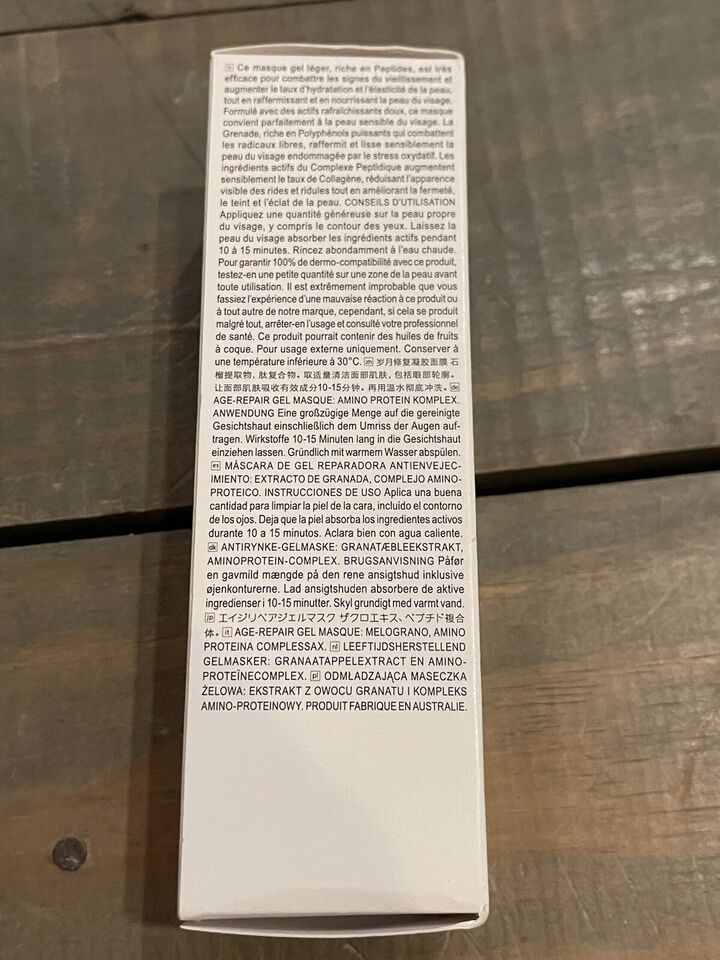 fr Ce masque gel léger, riche en Peptides, est très
efficace pour combattre les signes du vieillissement et
augmenter le taux d'hydratation et l'élasticité de la peau,
tout en raffermissant et en nourrissant la peau du visage.
Formulé avec des actifs rafraîchissants doux, ce masque
convient parfaitement à la peau sensible du visage. La
Grenade, riche en Polyphénols puissants qui combattent
les radicaux libres, raffermit et lisse sensiblement la
peau du visage endommagée par le stress oxydatif. Les
ingrédients actifs du Complexe Peptidique augmentent
sensiblement le taux de Collagène, réduisant l'apparence
visible des rides et ridules tout en améliorant la fermeté,
le teint et l'éclat de la peau. CONSEILS D'UTILISATION
Appliquez une quantité généreuse sur la peau propre
du visage, y compris le contour des yeux. Laissez la
peau du visage absorber les ingrédients actifs pendant
10 à 15 minutes. Rincez abondamment à l'eau chaude.
Pour garantir 100% de dermo-compatibilité avec ce produit,
testez-en une petite quantité sur une zone de la peau avant
toute utilisation. Il est extrêmement improbable que vous
fassiez l'expérience d'une mauvaise réaction à ce produit ou
à tout autre de notre marque, cependant, si cela se produit
malgré tout, arrêter-en l'usage et consulté votre professionnel
de santé. Ce produit pourrait contenir des huiles de fruits
à coque. Pour usage externe uniquement. Conserver à
une température inférieure à 30°C. zh 岁月修复凝胶面膜 石
榴提取物，肽复合物。取适量清洁面部肌肤，包括眼部轮廓。
让面部肌肤吸收有效成分10-15分钟。再用温水彻底冲洗。 de
AGE-REPAIR GEL MASQUE: AMINO PROTEIN KOMPLEX.
ANWENDUNG Eine großzügige Menge auf die gereinigte
Gesichtshaut einschließlich dem Umriss der Augen auf-
tragen. Wirkstoffe 10-15 Minuten lang in die Gesichtshaut
einziehen lassen. Gründlich mit warmem Wasser abspülen.
es MÁSCARA DE GEL REPARADORA ANTIENVEJEC-
IMIENTO: EXTRACTO DE GRANADA, COMPLEJO AMINO-
PROTEICO. INSTRUCCIONES DE USO Aplica una buena
cantidad para limpiar la piel de la cara, incluido el contorno
de los ojos. Deja que la piel absorba los ingredientes activos
durante 10 a 15 minutos. Aclara bien con agua caliente.
dk ANTIRYNKE-GELMASKE: GRANATÆBLEEKSTRAKT,
AMINOPROTEIN-COMPLEX. BRUGSANVISNING Påfør
en gavmild mængde på den rene ansigtshud inklusive
øjenkonturerne. Lad ansigtshuden absorbere de aktive
ingredienser i 10-15 minutter. Skyl grundigt med varmt vand.
jp エイジリペアジェルマスク ザクロエキス、ペプチド複合
体。 it AGE-REPAIR GEL MASQUE: MELOGRANO, AMINO
PROTEINA COMPLESSAX. nl LEEFTIJDSHERSTELLEND
GELMASKER: GRANAATAPPELEXTRACT EN AMINO-
PROTEÏNECOMPLEX. pl ODMŁADZAJĄCA MASECZKA
ŻELOWA: EKSTRAKT Z OWOCU GRANATU I KOMPLEKS
AMINO-PROTEINOWY. PRODUIT FABRIQUE EN AUSTRALIE.